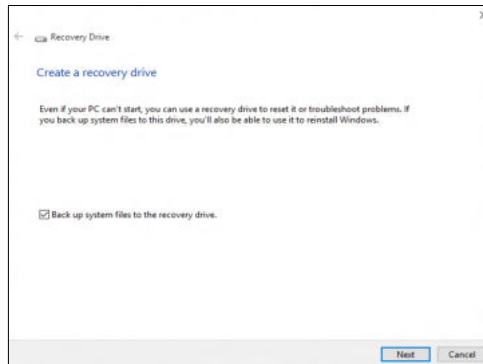 Recovery Drive
Create a recovery drive
Even if your PC can't start, you can use a recovery drive to reset it or troubleshoot problems. If
you back up system files to this drive, you'll also be able to use it to reinstall Windows.
Back up system files to the recovery drive.
Next Cancel